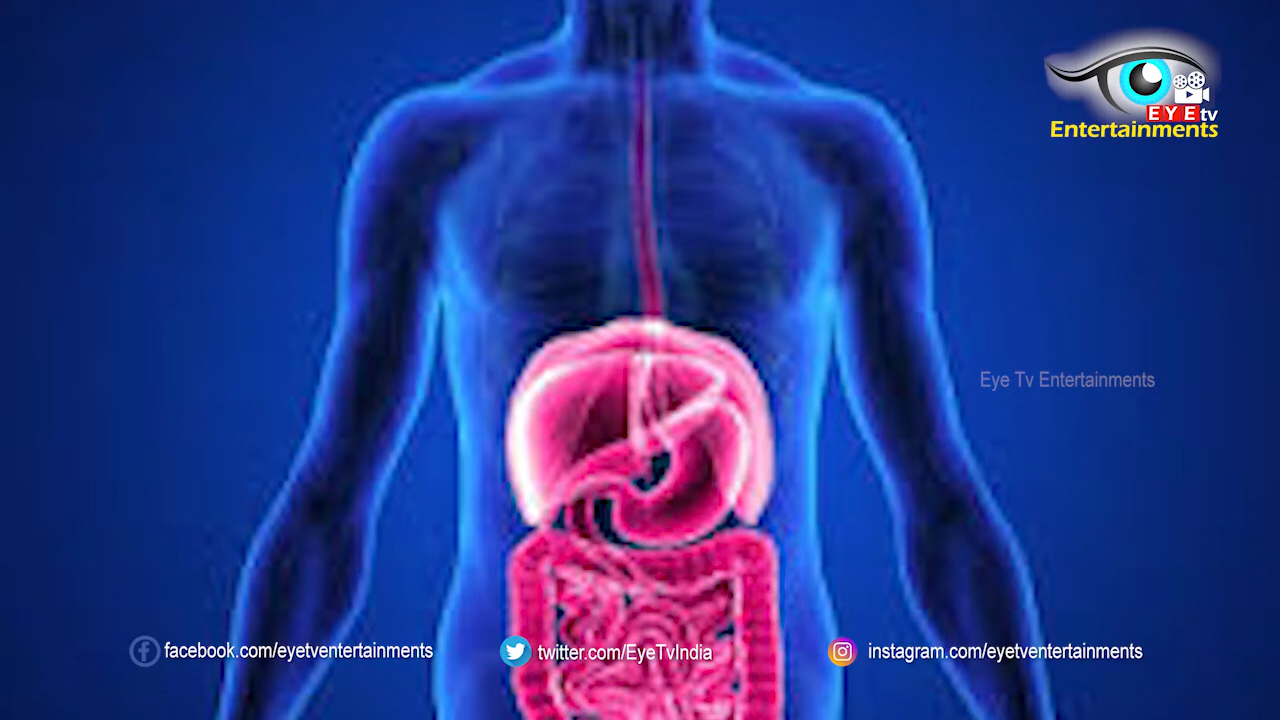 EYE tv
Entertainments
Eye Tv Entertainments
facebook.com/eyetventertainments
twitter.com/EyeTvIndia
instagram.com/eyetventertainments